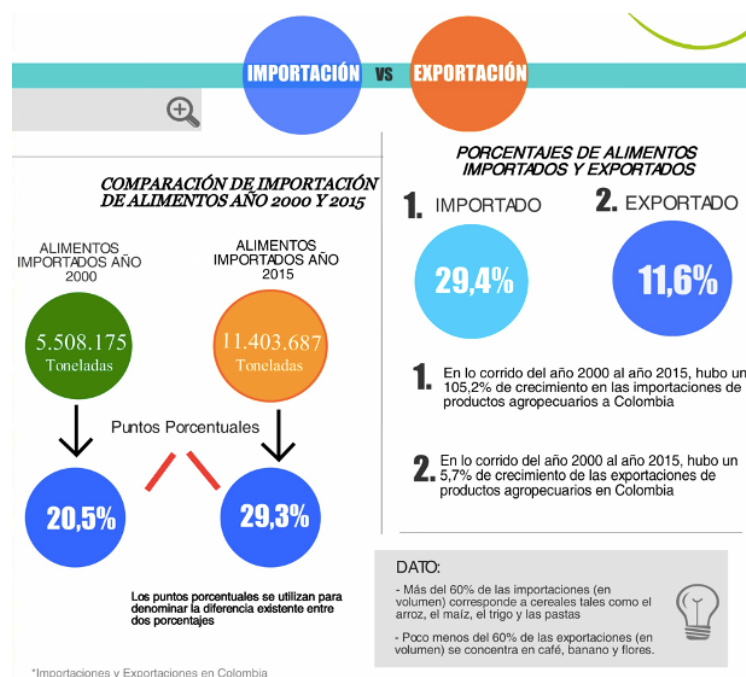 IMPORTACIÓN VS EXPORTACIÓN
COMPARACIÓN DE IMPORTACIÓN
DE ALIMENTOS AÑO 2000 Y 2015
ALIMENTOS
IMPORTADOS AÑO
2000
ALIMENTOS
IMPORTADOS AÑO
2015
5.508.175
Toneladas
11.403.687
Toneladas
Puntos Porcentuales
20,5%
29,3%
Los puntos porcentuales se utilizan para
denominar la diferencia existente entre
dos porcentajes
*Importaciones y Exportaciones en Colombia
PORCENTAJES DE ALIMENTOS
IMPORTADOS Y EXPORTADOS
1. IMPORTADO
2. EXPORTADO
29,4%
11,6%
1. En lo corrido del año 2000 al año 2015, hubo un
105,2% de crecimiento en las importaciones de
productos agropecuarios a Colombia
2. En lo corrido del año 2000 al año 2015, hubo un
5,7% de crecimiento de las exportaciones de
productos agropecuarios en Colombia
DATO:
- Más del 60% de las importaciones (en
volumen) corresponde a cereales tales como el
arroz, el maíz, el trigo y las pastas
- Poco menos del 60% de las exportaciones (en
volumen) se concentra en café, banano y flores.